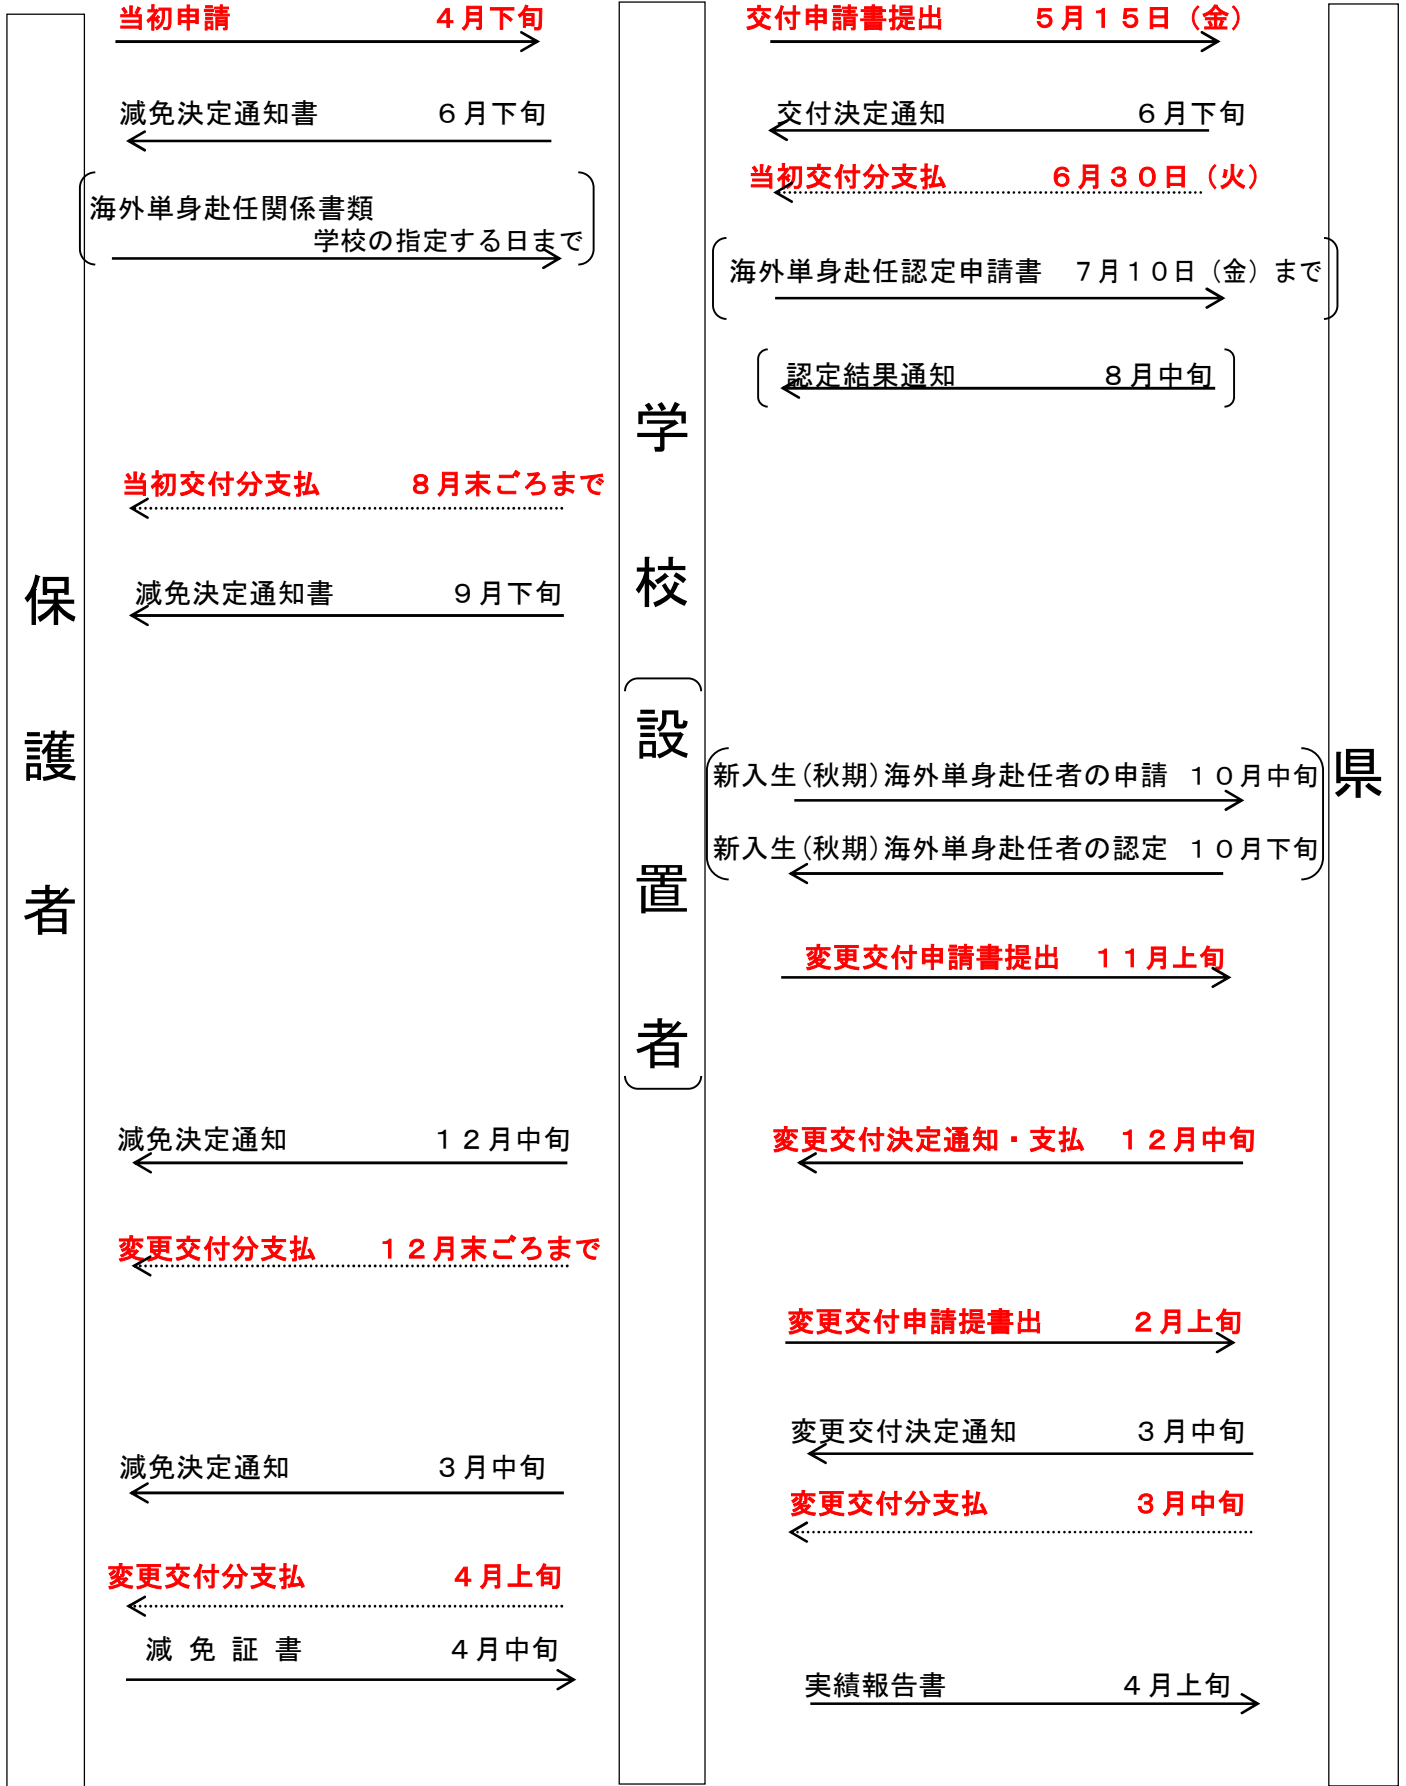 当初申請　４月下旬
交付申請書提出　５月１５日（金）
減免決定通知書　６月下旬
交付決定通知　６月下旬
当初交付分支払　６月３０日（火）
海外単身赴任関係書類
学校の指定する日まで
海外単身赴任認定申請書　７月１０日（金）まで
認定結果通知　８月中旬
当初交付分支払　８月末ごろまで
減免決定通知書　９月下旬
保護者
学校設置者
県
新入生(秋期)海外単身赴任者の申請　１０月中旬
新入生(秋期)海外単身赴任者の認定　１０月下旬
変更交付申請書提出　１１月上旬
減免決定通知　１２月中旬
変更交付決定通知・支払　１２月中旬
変更交付分支払　１２月末ごろまで
変更交付申請提書出　２月上旬
変更交付決定通知　３月中旬
減免決定通知　３月中旬
変更交付分支払　３月中旬
変更交付分支払　４月上旬
減 免 証 書　４月中旬
実績報告書　４月上旬